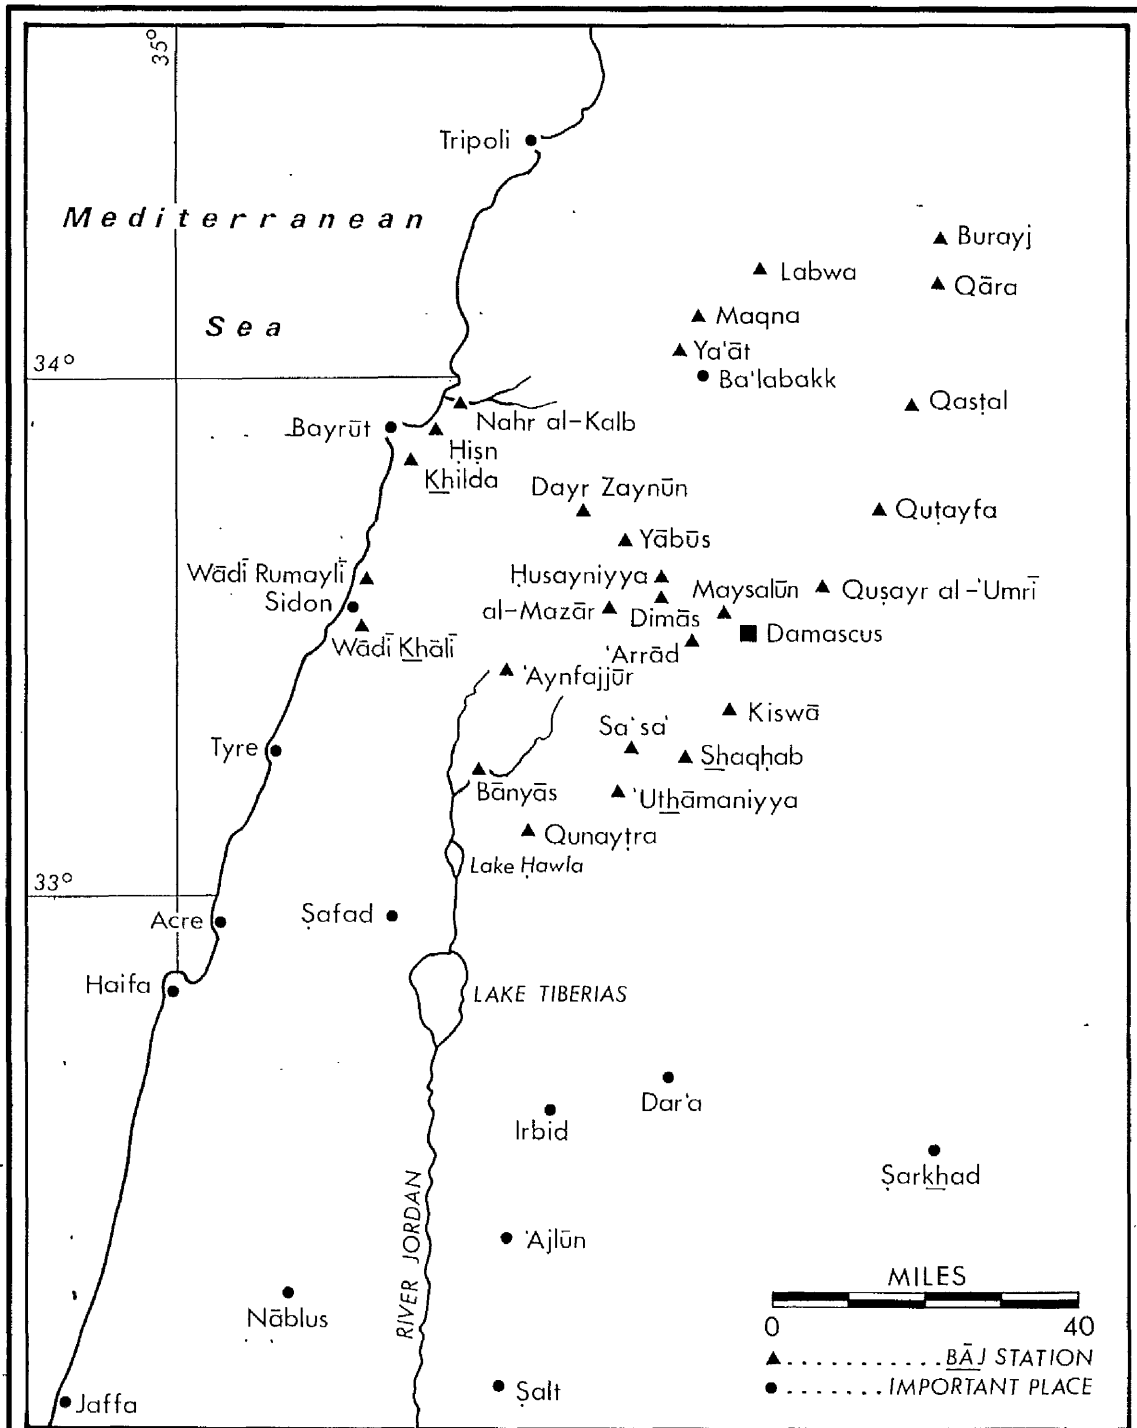 35°
Tripoli
Mediterranean
Burayj
Labwa
Qāra
Maqna
Sea
Ya'āt
34°
Ba'labakk
Qasṭal
Nahr al-Kalb
Bayrūt
Ḥiṣn
Khilda
Dayr Zaynūn
Quṭayfa
Yābūs
Wādī Rumaylī
Ḥusayniyya
Maysalūn
Quṣayr al-'Umrī
Sidon
al-Mazār
Dimās
Damascus
Wādī Khālī
'Arrād
'Aynfajjūr
Kiswā
Sa'sa'
Tyre
Shaqḥab
Bānyās
'Uthāmaniyya
Qunayṭra
Lake Ḥawla
33°
Acre
Ṣafad
Haifa
LAKE TIBERIAS
Dar'a
Irbid
Ṣarkhad
RIVER JORDAN
'Ajlūn
MILES
Nāblus
0 40
BĀJ STATION
Ṣalt
IMPORTANT PLACE
Jaffa